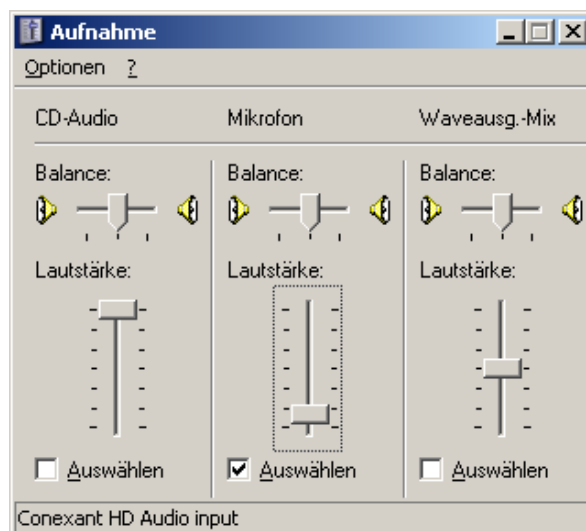 Aufnahme
Optionen ?
CD-Audio Mikrofon Waveausg.-Mix
Balance: Balance: Balance:
Lautstärke: Lautstärke: Lautstärke:
Auswählen Auswählen Auswählen
Conexant HD Audio input